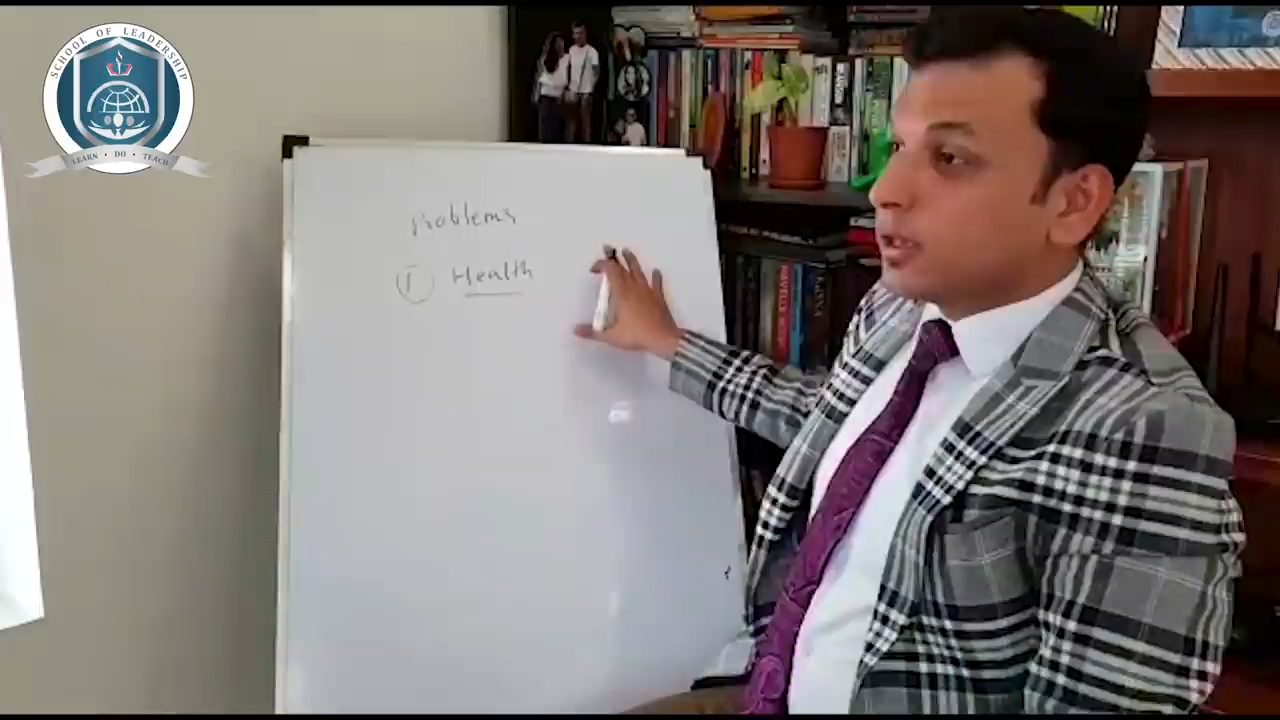 SCHOOL OF LEADERSHIP
LEARN • DO • TEACH
Problems
1 Health